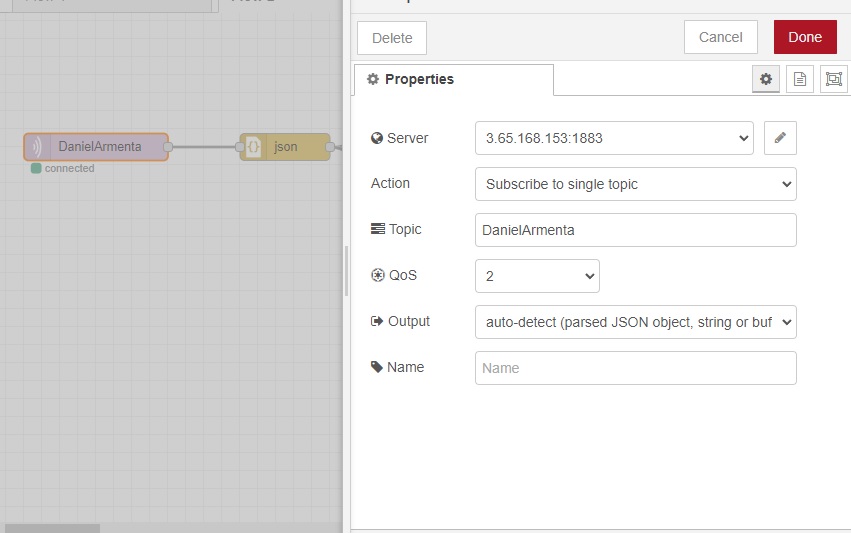 Delete
Cancel
Done
Properties
Server
3.65.168.153:1883
Action
Subscribe to single topic
Topic
DanielArmenta
QoS
2
Output
auto-detect (parsed JSON object, string or buf
Name
Name
DanielArmenta
json
connected